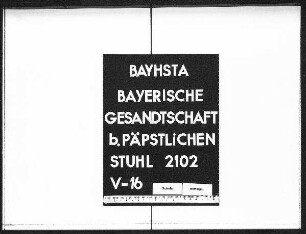 BAYHSTA
BAYERISCHE
GESANDTSCHAFT
b. PÄPSTLiCHEN
STUHL 2102
V-16